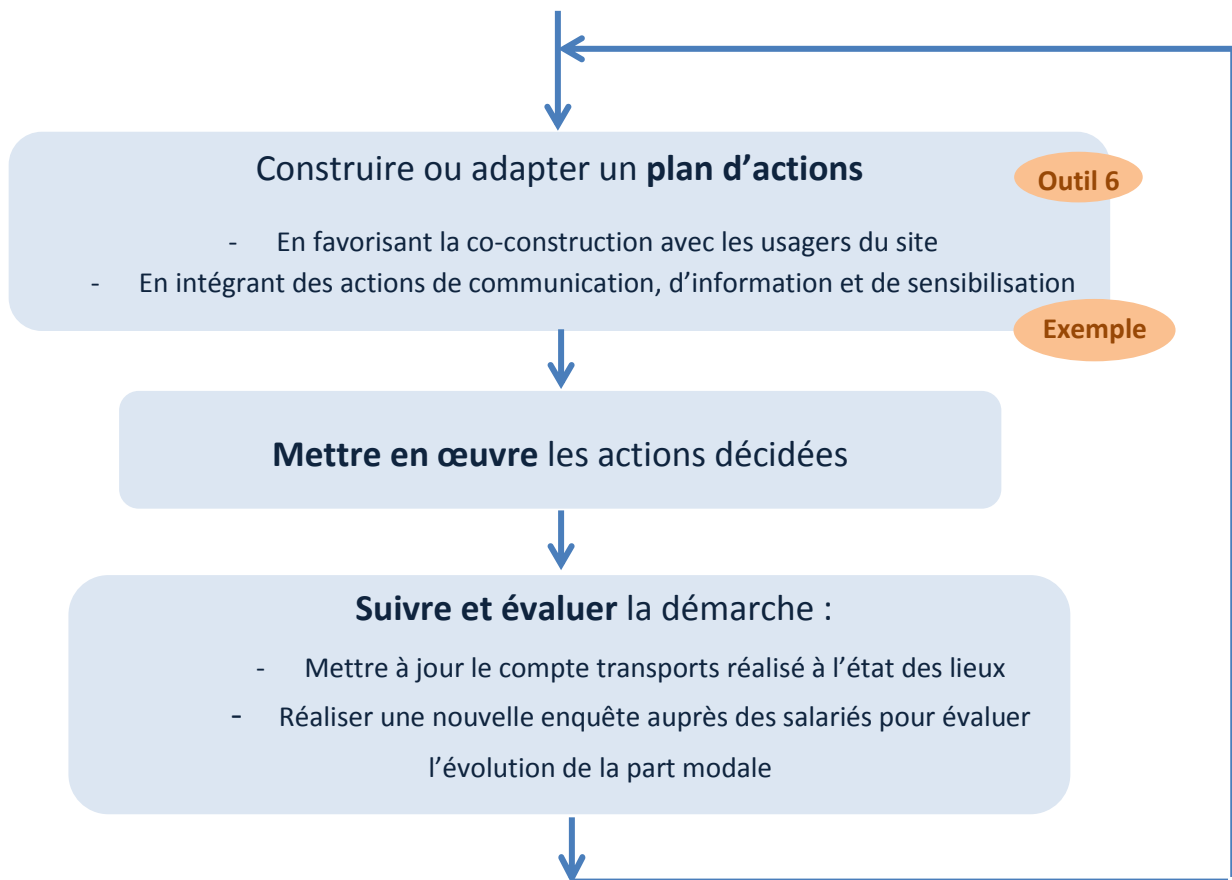 Construire ou adapter un plan d’actions
Outil 6
- En favorisant la co-construction avec les usagers du site
- En intégrant des actions de communication, d’information et de sensibilisation
Exemple
Mettre en œuvre les actions décidées
Suivre et évaluer la démarche :
- Mettre à jour le compte transports réalisé à l’état des lieux
- Réaliser une nouvelle enquête auprès des salariés pour évaluer
l’évolution de la part modale